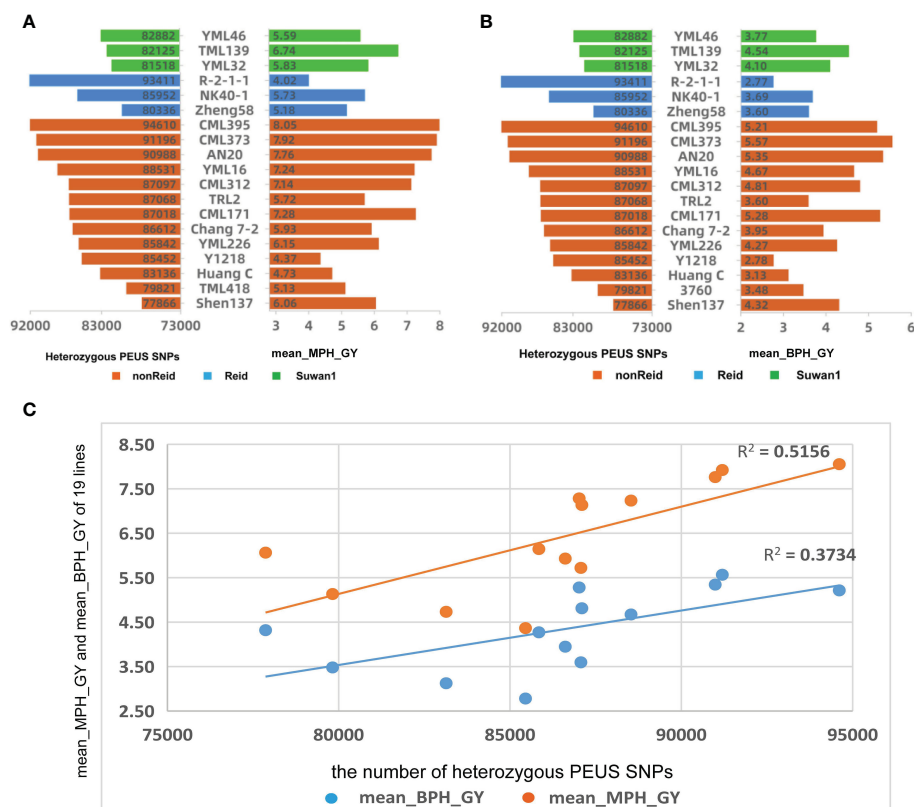 A
82882 YML46 5.59
82125 TML139 6.74
81518 YML32 5.83
93411 R-2-1-1 4.02
85952 NK40-1 5.73
80336 Zheng58 5.18
94610 CML395 8.05
91196 CML373 7.92
90988 AN20 7.76
88531 YML16 7.24
87097 CML312 7.14
87068 TRL2 5.72
87018 CML171 7.28
86612 Chang 7-2 5.93
85842 YML226 6.15
85452 Y1218 4.37
83136 Huang C 4.73
79821 TML418 5.13
77866 Shen137 6.06
92000 83000 73000 3 4 5 6 7 8
Heterozygous PEUS SNPs mean_MPH_GY
nonReid Reid Suwan1
B
82882 YML46 3.77
82125 TML139 4.54
81518 YML32 4.10
93411 R-2-1-1 2.77
85952 NK40-1 3.69
80336 Zheng58 3.60
94610 CML395 5.21
91196 CML373 5.57
90988 AN20 5.35
88531 YML16 4.67
87097 CML312 4.81
87068 TRL2 3.60
87018 CML171 5.28
86612 Chang 7-2 3.95
85842 YML226 4.27
85452 Y1218 2.78
83136 Huang C 3.13
79821 3760 3.48
77866 Shen137 4.32
92000 83000 73000 2 3 4 5 6
Heterozygous PEUS SNPs mean_BPH_GY
nonReid Reid Suwan1
C
mean_MPH_GY and mean_BPH_GY of 19 lines
8.50
7.50
6.50
5.50
4.50
3.50
2.50
R² = 0.5156
R² = 0.3734
75000 80000 85000 90000 95000
the number of heterozygous PEUS SNPs
mean_BPH_GY mean_MPH_GY